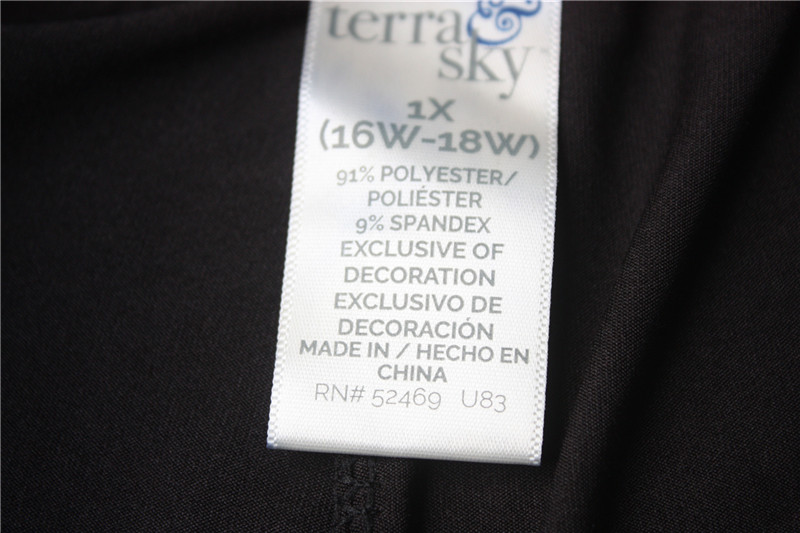 terra &
sky™
1X
(16W-18W)
91% POLYESTER/
POLIÉSTER
9% SPANDEX
EXCLUSIVE OF
DECORATION
EXCLUSIVO DE
DECORACIÓN
MADE IN / HECHO EN
CHINA
RN# 52469 U83